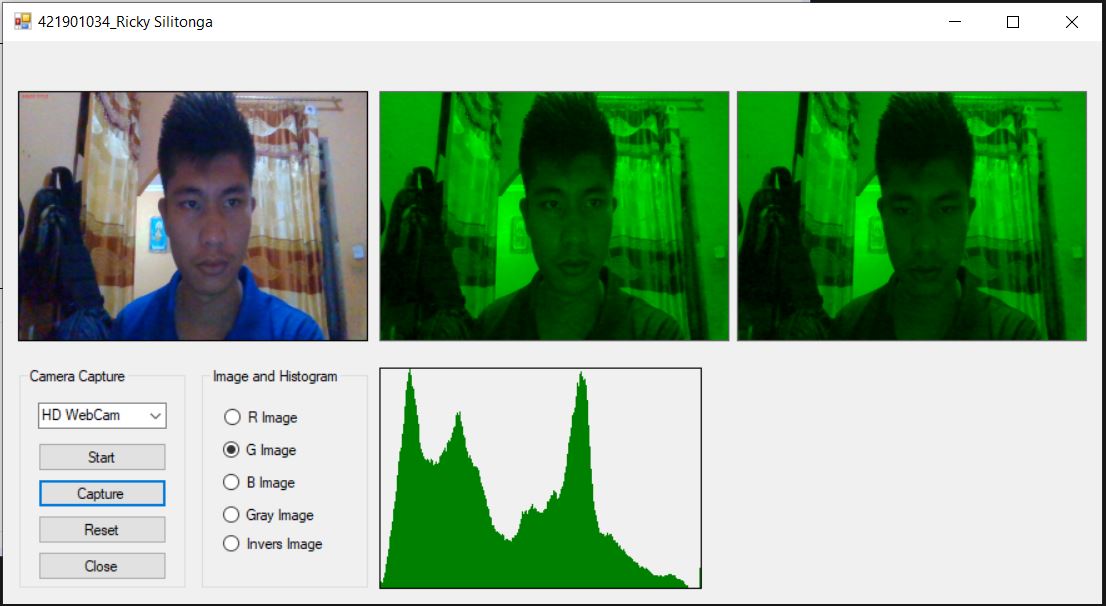 421901034_Ricky Silitonga
Camera Capture
HD WebCam
Start
Capture
Reset
Close
Image and Histogram
R Image
G Image
B Image
Gray Image
Invers Image